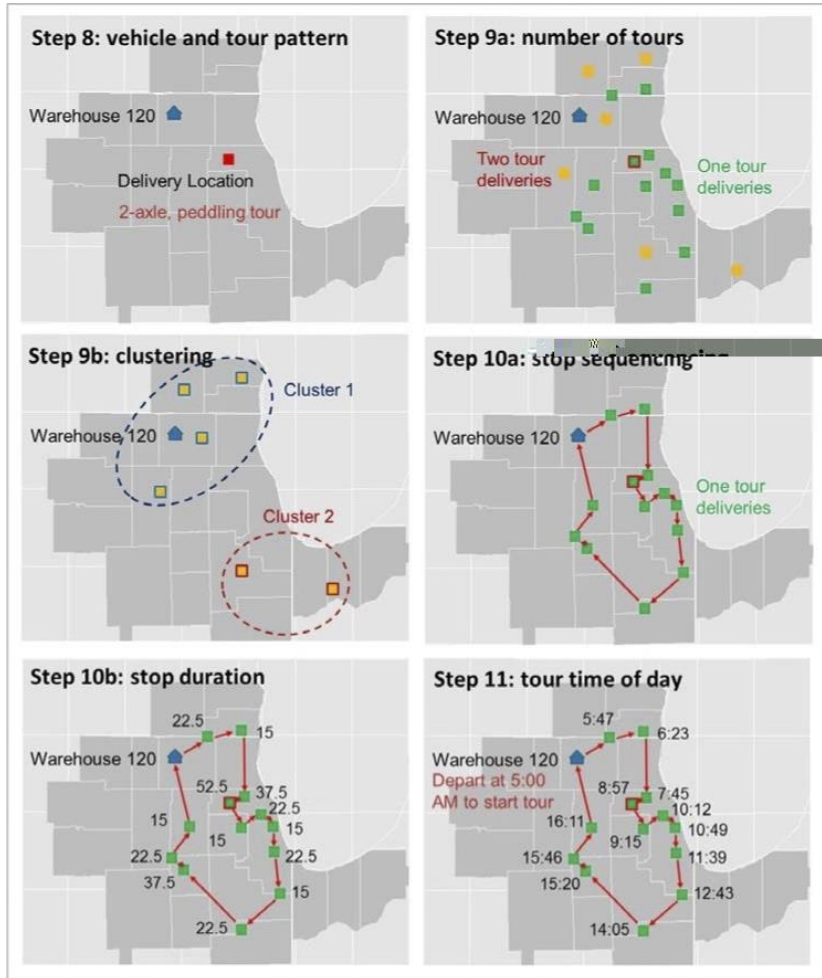 Step 8: vehicle and tour pattern
Warehouse 120
Delivery Location
2-axle, peddling tour
Step 9a: number of tours
Warehouse 120
Two tour
deliveries
One tour
deliveries
Step 9b: clustering
Cluster 1
Warehouse 120
Cluster 2
Step 10a: stop sequencing
Warehouse 120
One tour
deliveries
Step 10b: stop duration
22.5
15
Warehouse 120
52.5
37.5
22.5
15
15
15
22.5
22.5
37.5
15
22.5
Step 11: tour time of day
5:47
6:23
Warehouse 120
Depart at 5:00
AM to start tour
8:57
7:45
10:12
16:11
10:49
9:15
11:39
15:46
15:20
12:43
14:05